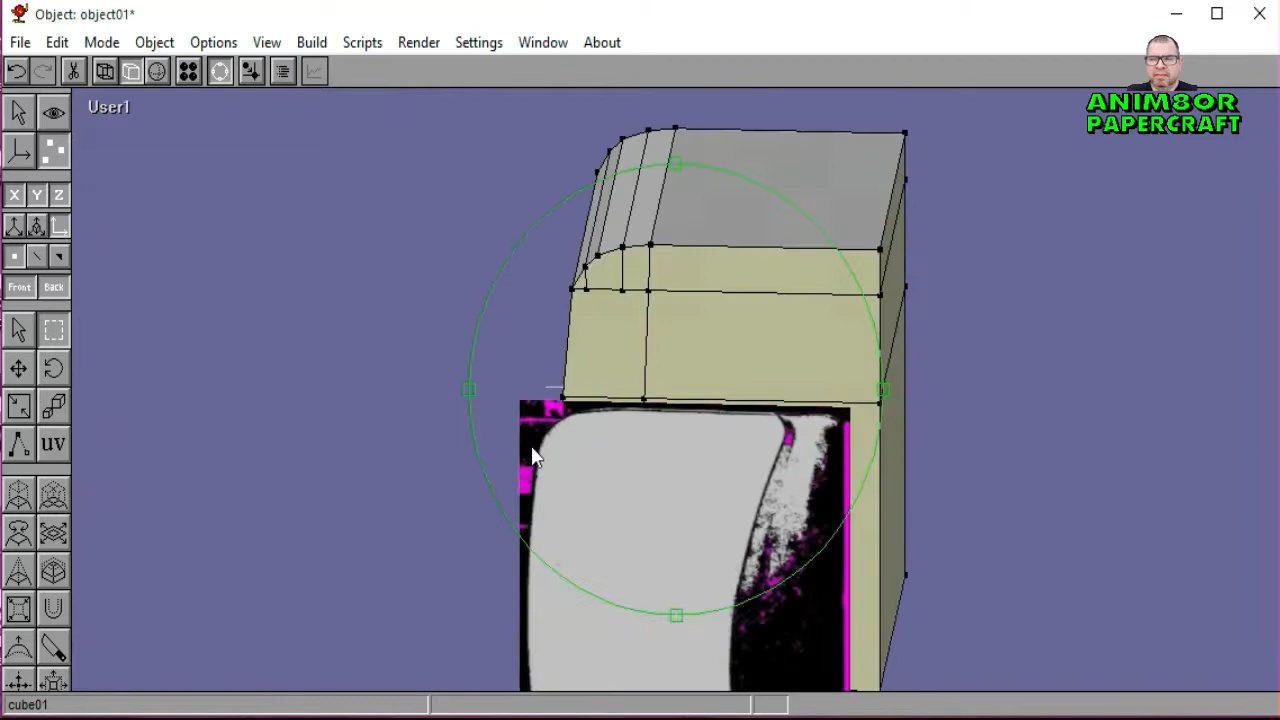 Object: object01*
File Edit Mode Object Options View Build Scripts Render Settings Window About
ANIM8OR
PAPERCRAFT
User1
X Y Z
Front Back
uv
cube01